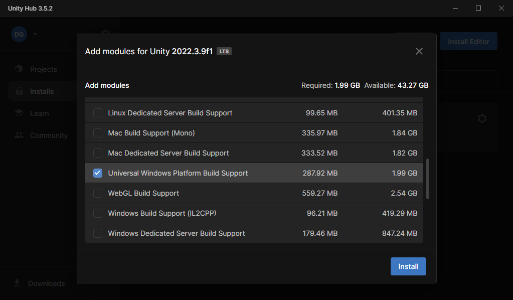 Unity Hub 3.5.2
DG
Install Editor
Projects
Installs
Learn
Community
Downloads
Add modules for Unity 2022.3.9f1 LTS
Add modules
Required: 1.99 GB Available: 43.27 GB
Linux Dedicated Server Build Support 99.65 MB 401.35 MB
Mac Build Support (Mono) 335.97 MB 1.84 GB
Mac Dedicated Server Build Support 333.52 MB 1.82 GB
Universal Windows Platform Build Support 287.92 MB 1.99 GB
WebGL Build Support 559.27 MB 2.54 GB
Windows Build Support (IL2CPP) 96.21 MB 419.29 MB
Windows Dedicated Server Build Support 179.46 MB 847.24 MB
Install